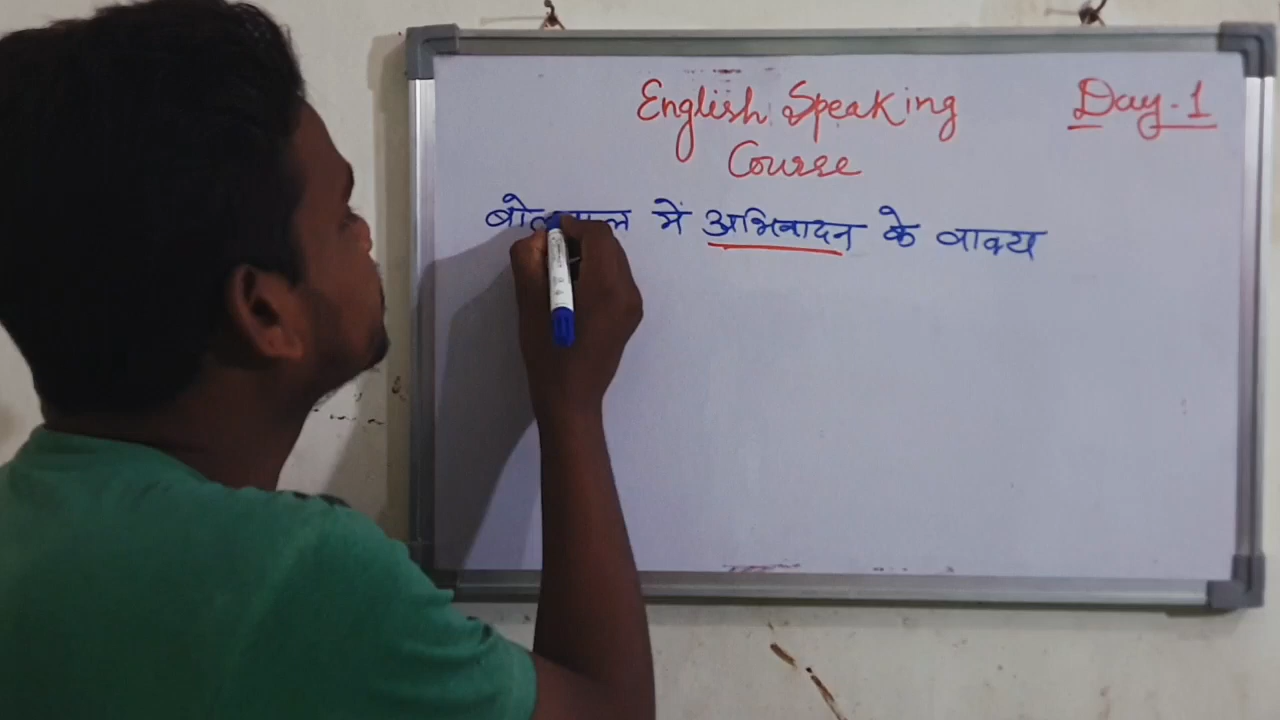 English Speaking Day-1
Course
में अभिवादन के वाक्य